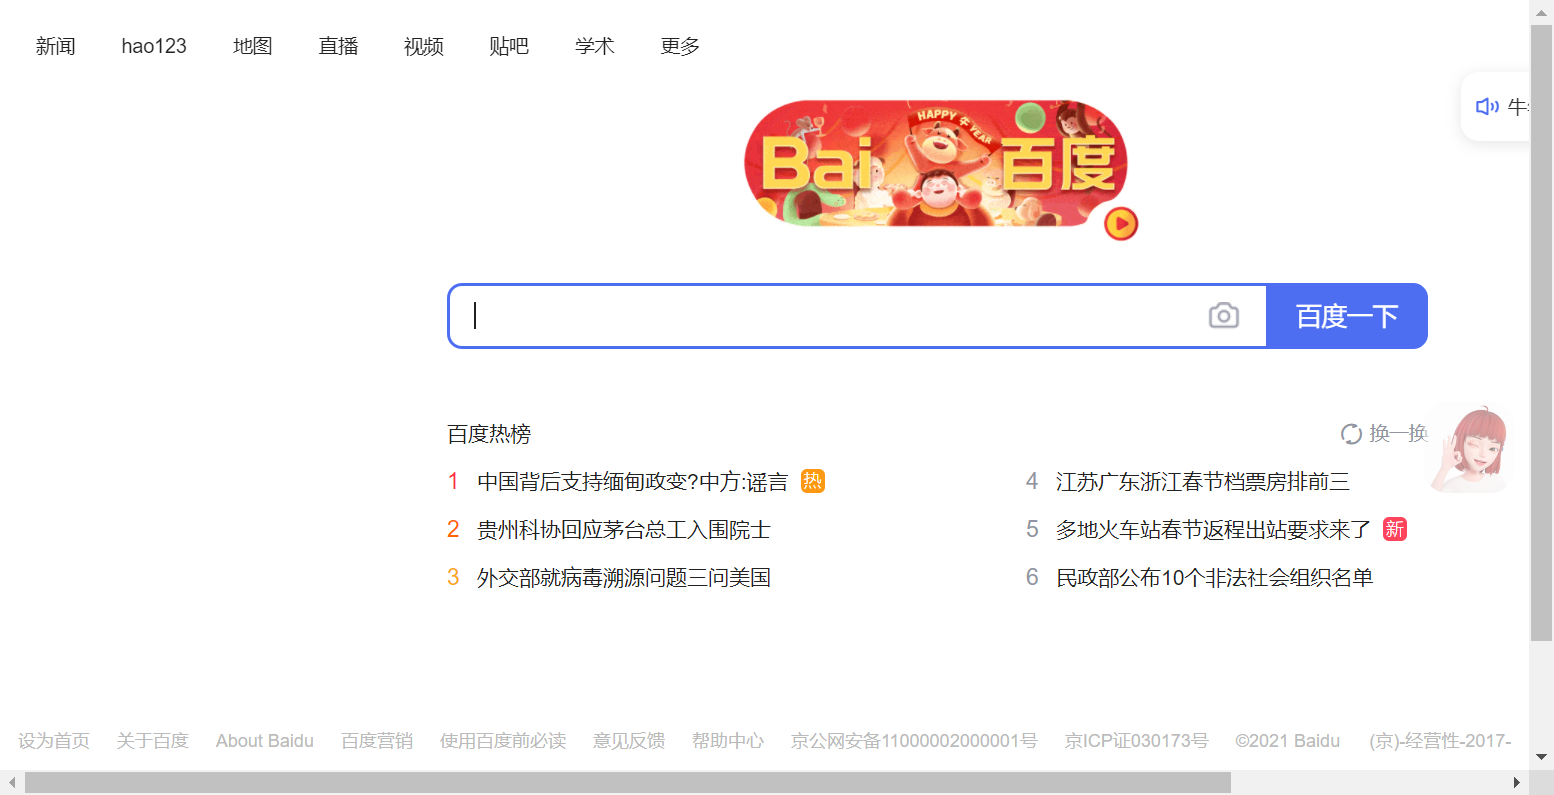 新闻 hao123 地图 直播 视频 贴吧 学术 更多
牛
HAPPY 牛 YEAR
Bai 百度
百度一下
百度热榜 换一换
1 中国背后支持缅甸政变?中方:谣言 热
2 贵州科协回应茅台总工入围院士
3 外交部就病毒溯源问题三问美国
4 江苏广东浙江春节档票房排前三
5 多地火车站春节返程出站要求来了 新
6 民政部公布10个非法社会组织名单
设为首页 关于百度 About Baidu 百度营销 使用百度前必读 意见反馈 帮助中心 京公网安备11000002000001号 京ICP证030173号 ©2021 Baidu (京)-经营性-2017-